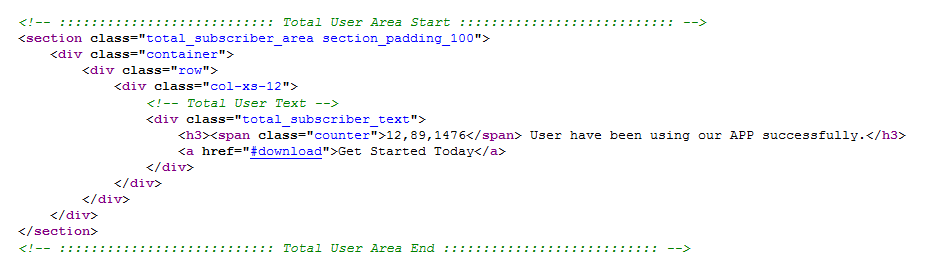 <!-- ::::::::::::::::::::::::::: Total User Area Start ::::::::::::::::::::::::::: -->
<section class="total_subscriber_area section_padding_100">
<div class="container">
<div class="row">
<div class="col-xs-12">
<!-- Total User Text -->
<div class="total_subscriber_text">
<h3><span class="counter">12,89,1476</span> User have been using our APP successfully.</h3>
<a href="#download">Get Started Today</a>
</div>
</div>
</div>
</div>
</section>
<!-- ::::::::::::::::::::::::::: Total User Area End ::::::::::::::::::::::::::: -->